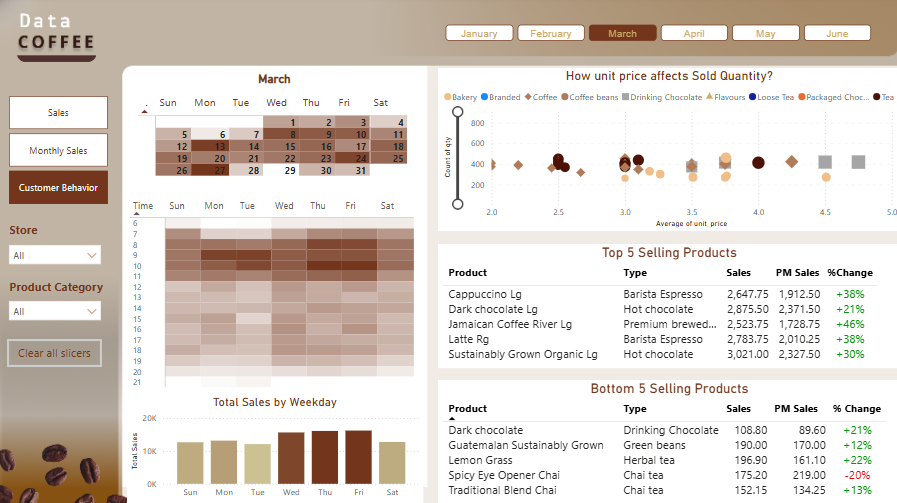 Data
COFFEE
January February March April May June
Sales
Monthly Sales
Customer Behavior
Store
All
Product Category
All
Clear all slicers
March
Sun Mon Tue Wed Thu Fri Sat
1 2 3 4
5 6 7 8 9 10 11
12 13 14 15 16 17 18
19 20 21 22 23 24 25
26 27 28 29 30 31
Time Sun Mon Tue Wed Thu Fri Sat
6
7
8
9
10
11
12
13
14
15
16
17
18
19
20
21
Total Sales by Weekday
Total Sales
20K
10K
0K
Sun Mon Tue Wed Thu Fri Sat
How unit price affects Sold Quantity?
Bakery Branded Coffee Coffee beans Drinking Chocolate Flavours Loose Tea Packaged Choc... Tea
Count of qty
800
600
400
200
2.0 2.5 3.0 3.5 4.0 4.5 5.0
Average of unit_price
Top 5 Selling Products
Product Type Sales PM Sales %Change
Cappuccino Lg Barista Espresso 2,647.75 1,912.50 +38%
Dark chocolate Lg Hot chocolate 2,875.50 2,371.50 +21%
Jamaican Coffee River Lg Premium brewed... 2,523.75 1,728.75 +46%
Latte Rg Barista Espresso 2,783.75 2,010.25 +38%
Sustainably Grown Organic Lg Hot chocolate 3,021.00 2,327.50 +30%
Bottom 5 Selling Products
Product Type Sales PM Sales % Change
Dark chocolate Drinking Chocolate 108.80 89.60 +21%
Guatemalan Sustainably Grown Green beans 190.00 170.00 +12%
Lemon Grass Herbal tea 196.90 161.10 +22%
Spicy Eye Opener Chai Chai tea 175.20 219.00 -20%
Traditional Blend Chai Chai tea 152.15 134.25 +13%